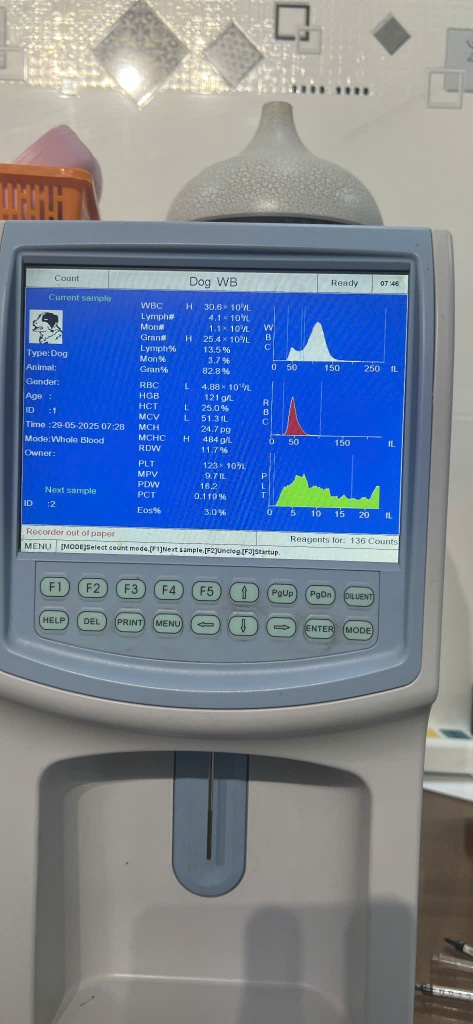 Count Dog WB Ready 07:46
Current sample
Type:Dog
Animal:
Gender:
Age :
ID :1
Time :29-05-2025 07:28
Mode:Whole Blood
Owner:
Next sample
ID :2
WBC H 30.6× 10⁹/L
Lymph# 4.1× 10⁹/L
Mon# 1.1× 10⁹/L
Gran# H 25.4× 10⁹/L
Lymph% 13.5%
Mon% 3.7 %
Gran% 82.8 %
RBC L 4.88× 10¹²/L
HGB 121 g/L
HCT L 25.0%
MCV L 51.3 fL
MCH 24.7pg
MCHC H 484 g/L
RDW 11.7%
PLT 123× 10⁹/L
MPV 9.7 fL
PDW 16.2
PCT 0.119 %
Eos% 3.0 %
WBC
0 50 150 250 fL
RBC
0 50 150 fL
PLT
0 5 10 15 20 fL
Recorder out of paper Reagents for: 136 Counts
MENU [MODE]Select count mode,[F1]Next sample,[F2]Unclog,[F3]Startup.
F1 F2 F3 F4 F5 ⇧ PgUp PgDn DILUENT
HELP DEL PRINT MENU ⇦ ⇩ ⇨ ENTER MODE